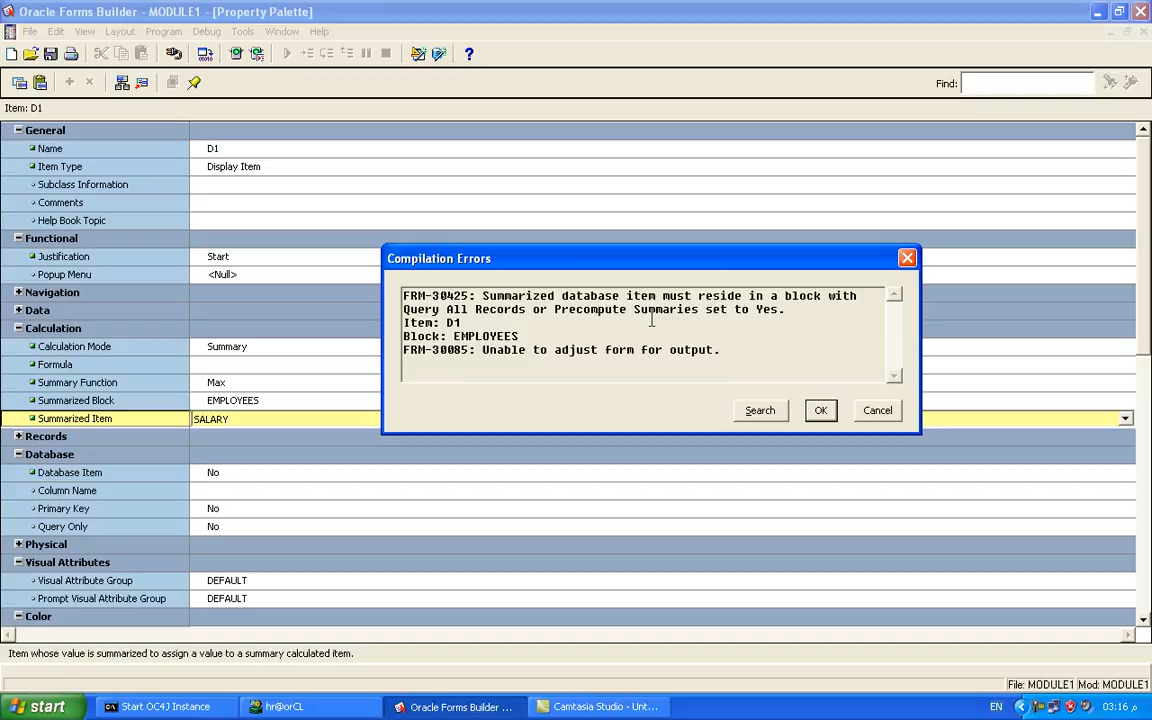 Oracle Forms Builder - MODULE1 - [Property Palette]
File Edit View Layout Program Debug Tools Window Help
Find:
Item: D1
General
Name D1
Item Type Display Item
Subclass Information
Comments
Help Book Topic
Functional
Justification Start
Popup Menu <Null>
Navigation
Data
Calculation
Calculation Mode Summary
Formula
Summary Function Max
Summarized Block EMPLOYEES
Summarized Item SALARY
Records
Database
Database Item No
Column Name
Primary Key No
Query Only No
Physical
Visual Attributes
Visual Attribute Group DEFAULT
Prompt Visual Attribute Group DEFAULT
Color
Compilation Errors
FRM-30425: Summarized database item must reside in a block with
Query All Records or Precompute Summaries set to Yes.
Item: D1
Block: EMPLOYEES
FRM-30085: Unable to adjust form for output.
Search OK Cancel
Item whose value is summarized to assign a value to a summary calculated item.
File: MODULE1 Mod: MODULE1
start Start OC4J Instance hr@orCL Oracle Forms Builder ... Camtasia Studio - Unt... EN 03:16 م